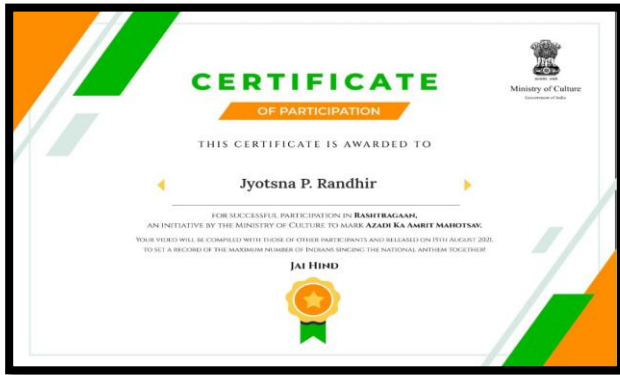 CERTIFICATE
OF PARTICIPATION
Ministry of Culture
Government of India
THIS CERTIFICATE IS AWARDED TO
Jyotsna P. Randhir
FOR SUCCESSFUL PARTICIPATION IN RASHTRAGAAN,
AN INITIATIVE BY THE MINISTRY OF CULTURE TO MARK AZADI KA AMRIT MAHOTSAV.
YOUR VIDEO WILL BE COMPILED WITH THOSE OF OTHER PARTICIPANTS AND RELEASED ON 15TH AUGUST 2021,
TO SET A RECORD OF THE MAXIMUM NUMBER OF INDIANS SINGING THE NATIONAL ANTHEM TOGETHER!
JAI HIND